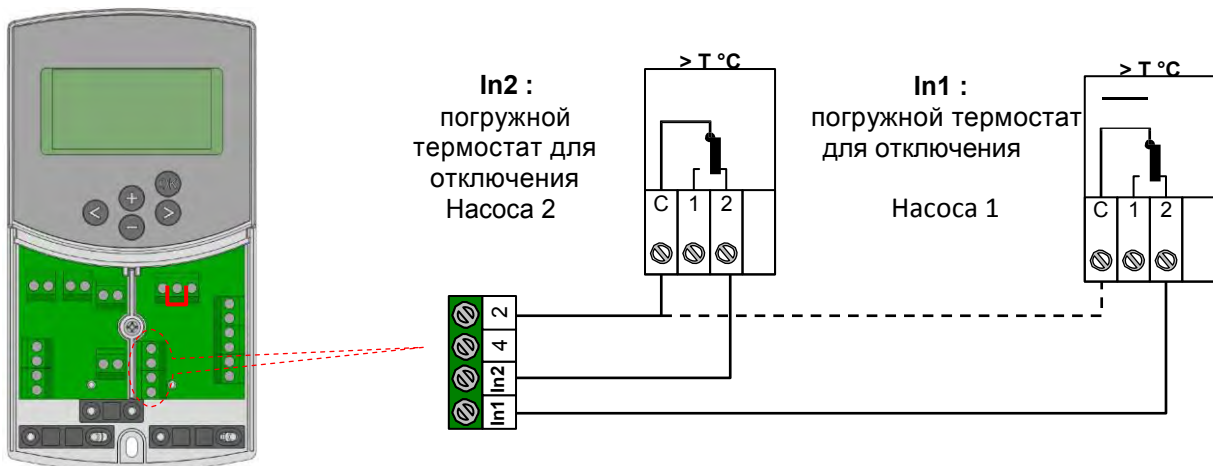 In2 :
погружной
термостат для
отключения
Насоса 2
> T °C
C 1 2
In1 :
погружной термостат
для отключения
Насоса 1
> T °C
C 1 2
2
4
In2
In1
< + >
−